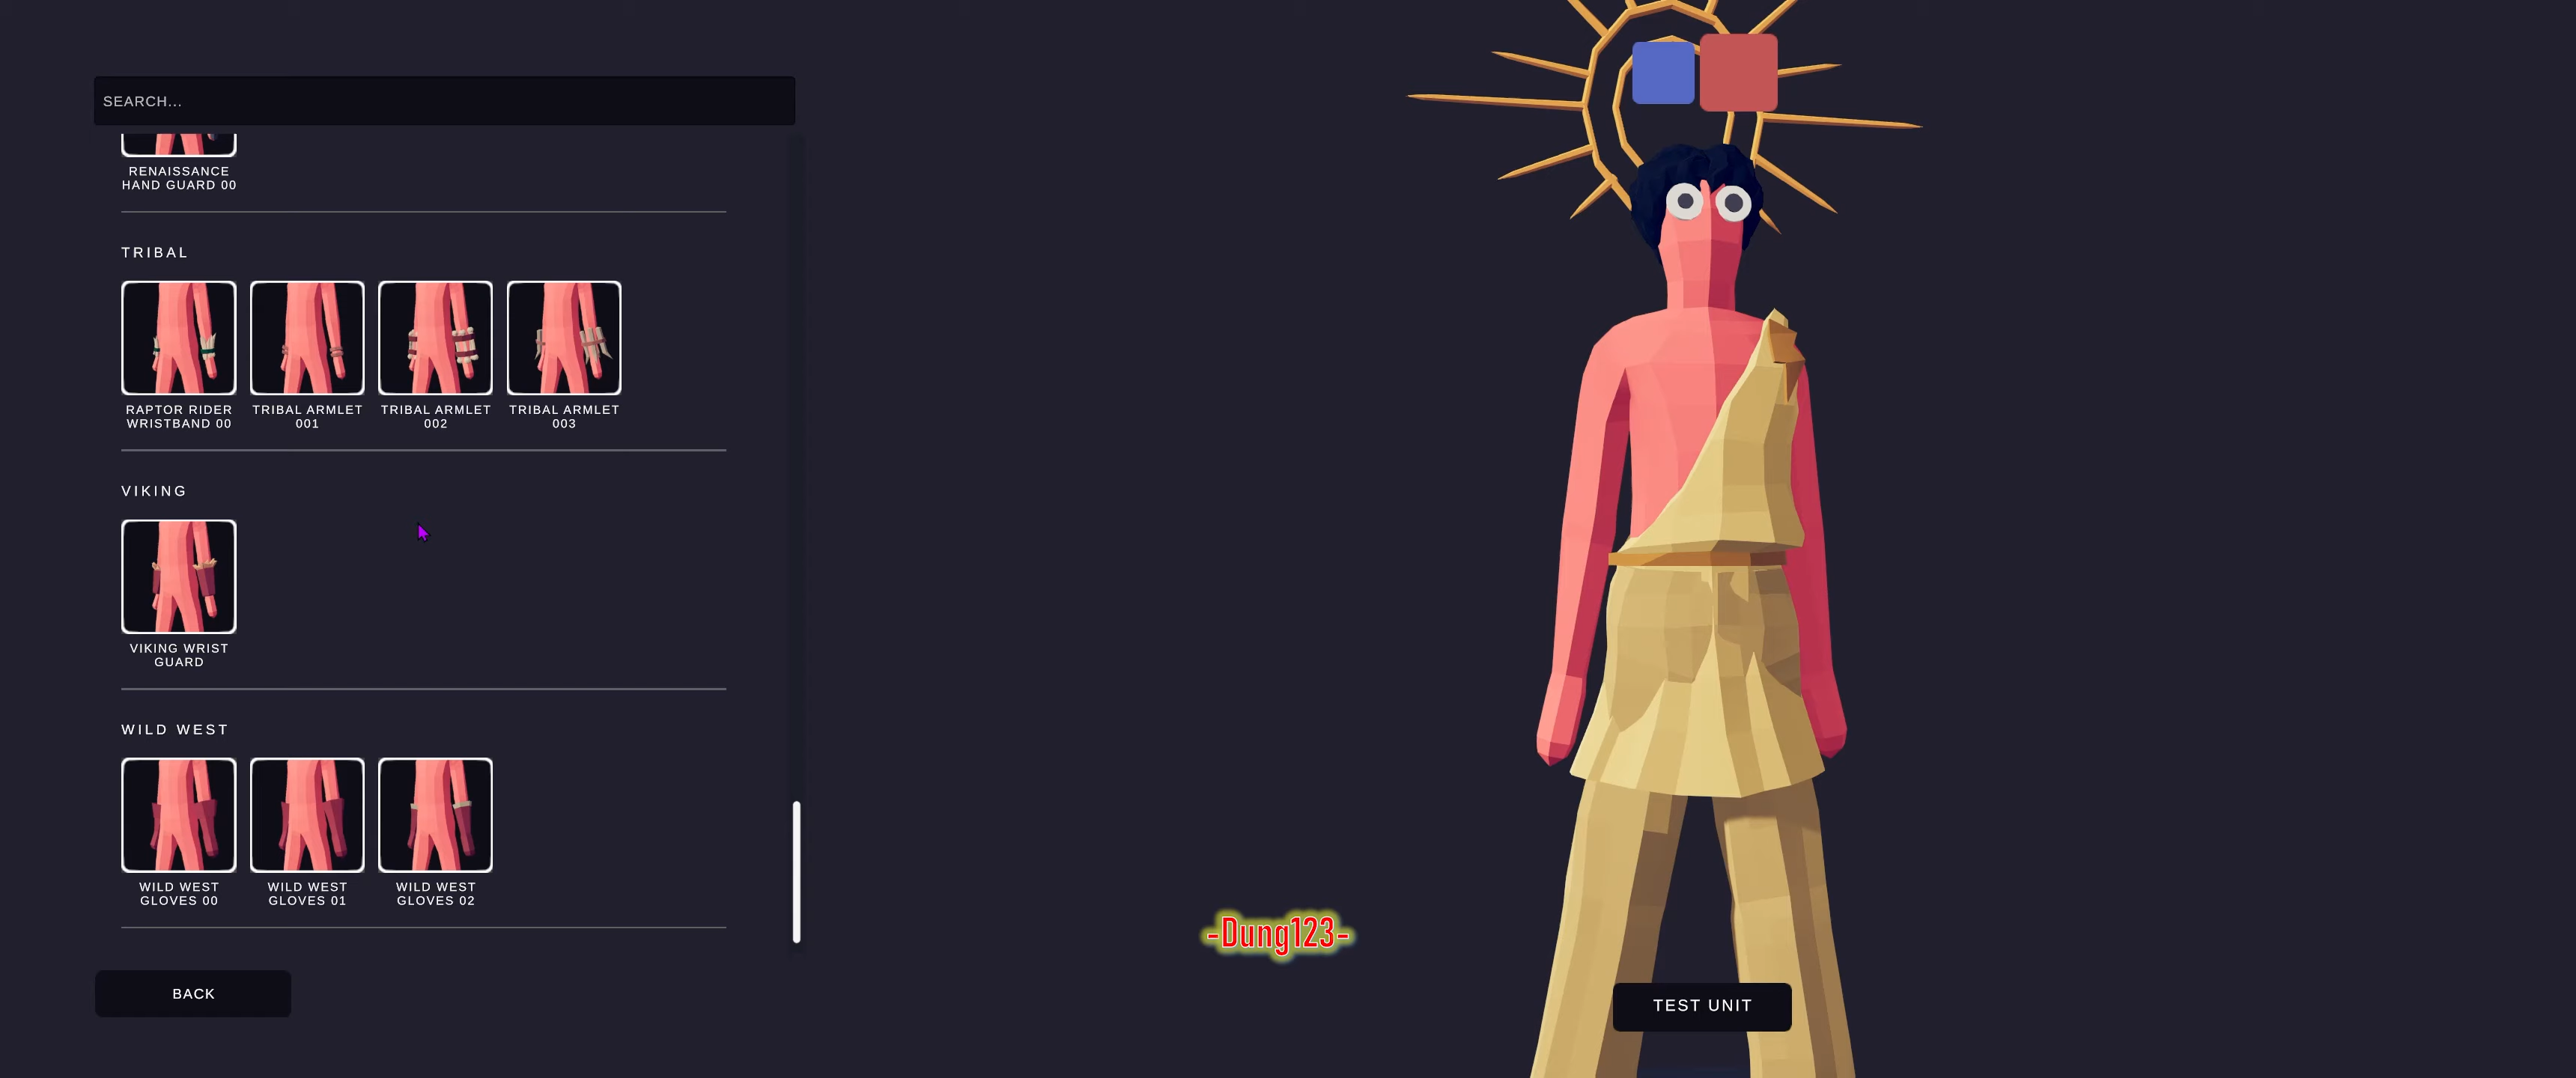 SEARCH...
RENAISSANCE
HAND GUARD 00
TRIBAL
RAPTOR RIDER
WRISTBAND 00
TRIBAL ARMLET
001
TRIBAL ARMLET
002
TRIBAL ARMLET
003
VIKING
VIKING WRIST
GUARD
WILD WEST
WILD WEST
GLOVES 00
WILD WEST
GLOVES 01
WILD WEST
GLOVES 02
BACK
-Dung123-
TEST UNIT